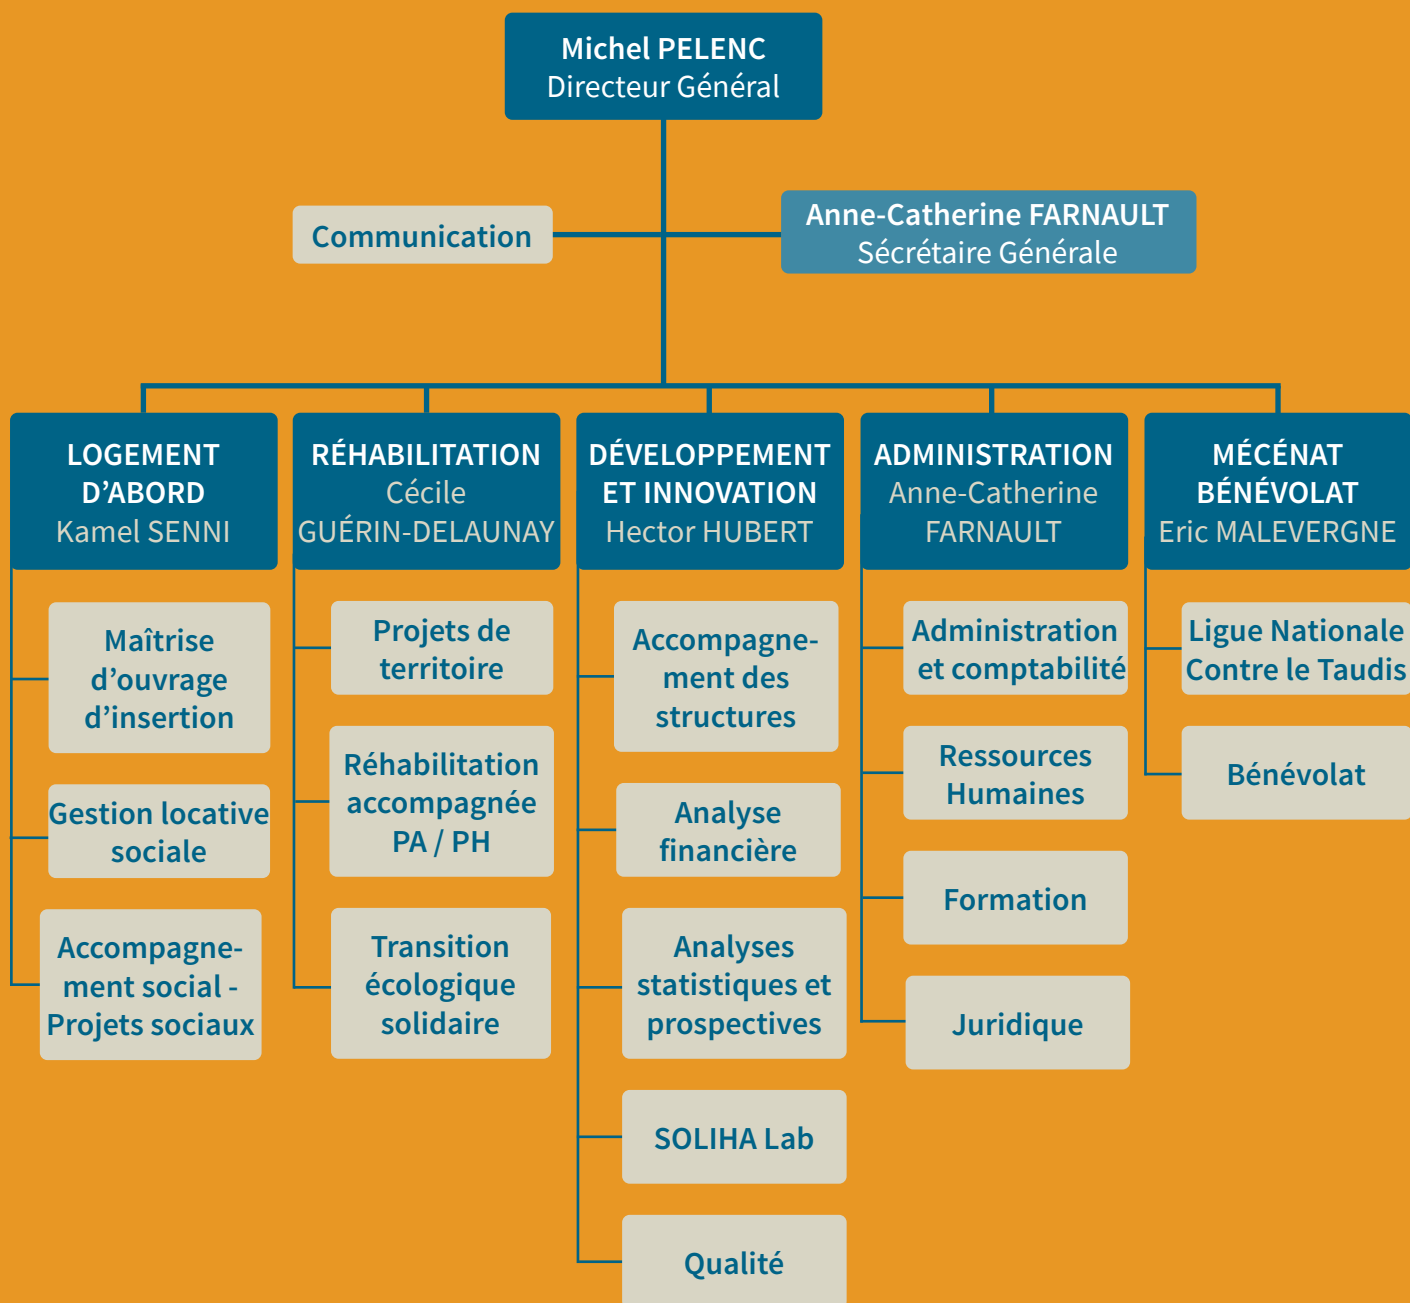 Michel PELENC
Directeur Général
Communication
Anne-Catherine FARNAULT
Sécrétaire Générale
LOGEMENT
D’ABORD
Kamel SENNI
Maîtrise
d’ouvrage
d’insertion
Gestion locative
sociale
Accompagne-
ment social -
Projets sociaux
RÉHABILITATION
Cécile
GUÉRIN-DELAUNAY
Projets de
territoire
Réhabilitation
accompagnée
PA / PH
Transition
écologique
solidaire
DÉVELOPPEMENT
ET INNOVATION
Hector HUBERT
Accompagne-
ment des
structures
Analyse
financière
Analyses
statistiques et
prospectives
SOLIHA Lab
Qualité
ADMINISTRATION
Anne-Catherine
FARNAULT
Administration
et comptabilité
Ressources
Humaines
Formation
Juridique
MÉCÉNAT
BÉNÉVOLAT
Eric MALEVERGNE
Ligue Nationale
Contre le Taudis
Bénévolat